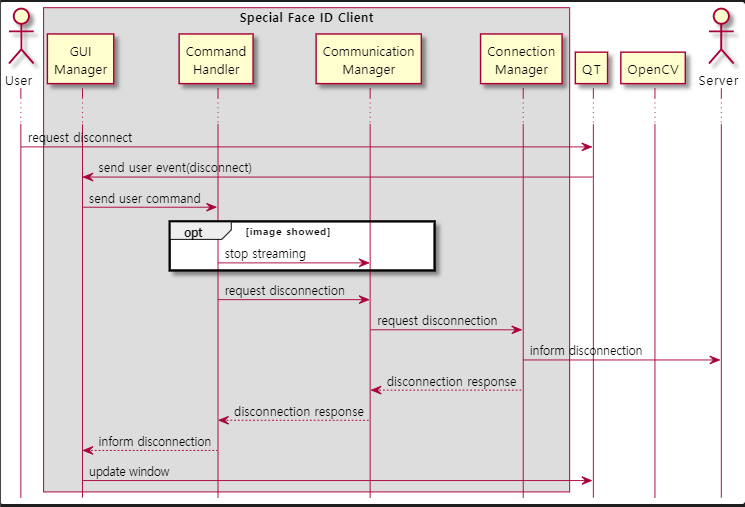 Special Face ID Client
User
GUI
Manager
Command
Handler
Communication
Manager
Connection
Manager
QT
OpenCV
Server
request disconnect
send user event(disconnect)
send user command
opt
[image showed]
stop streaming
request disconnection
request disconnection
inform disconnection
disconnection response
disconnection response
inform disconnection
update window